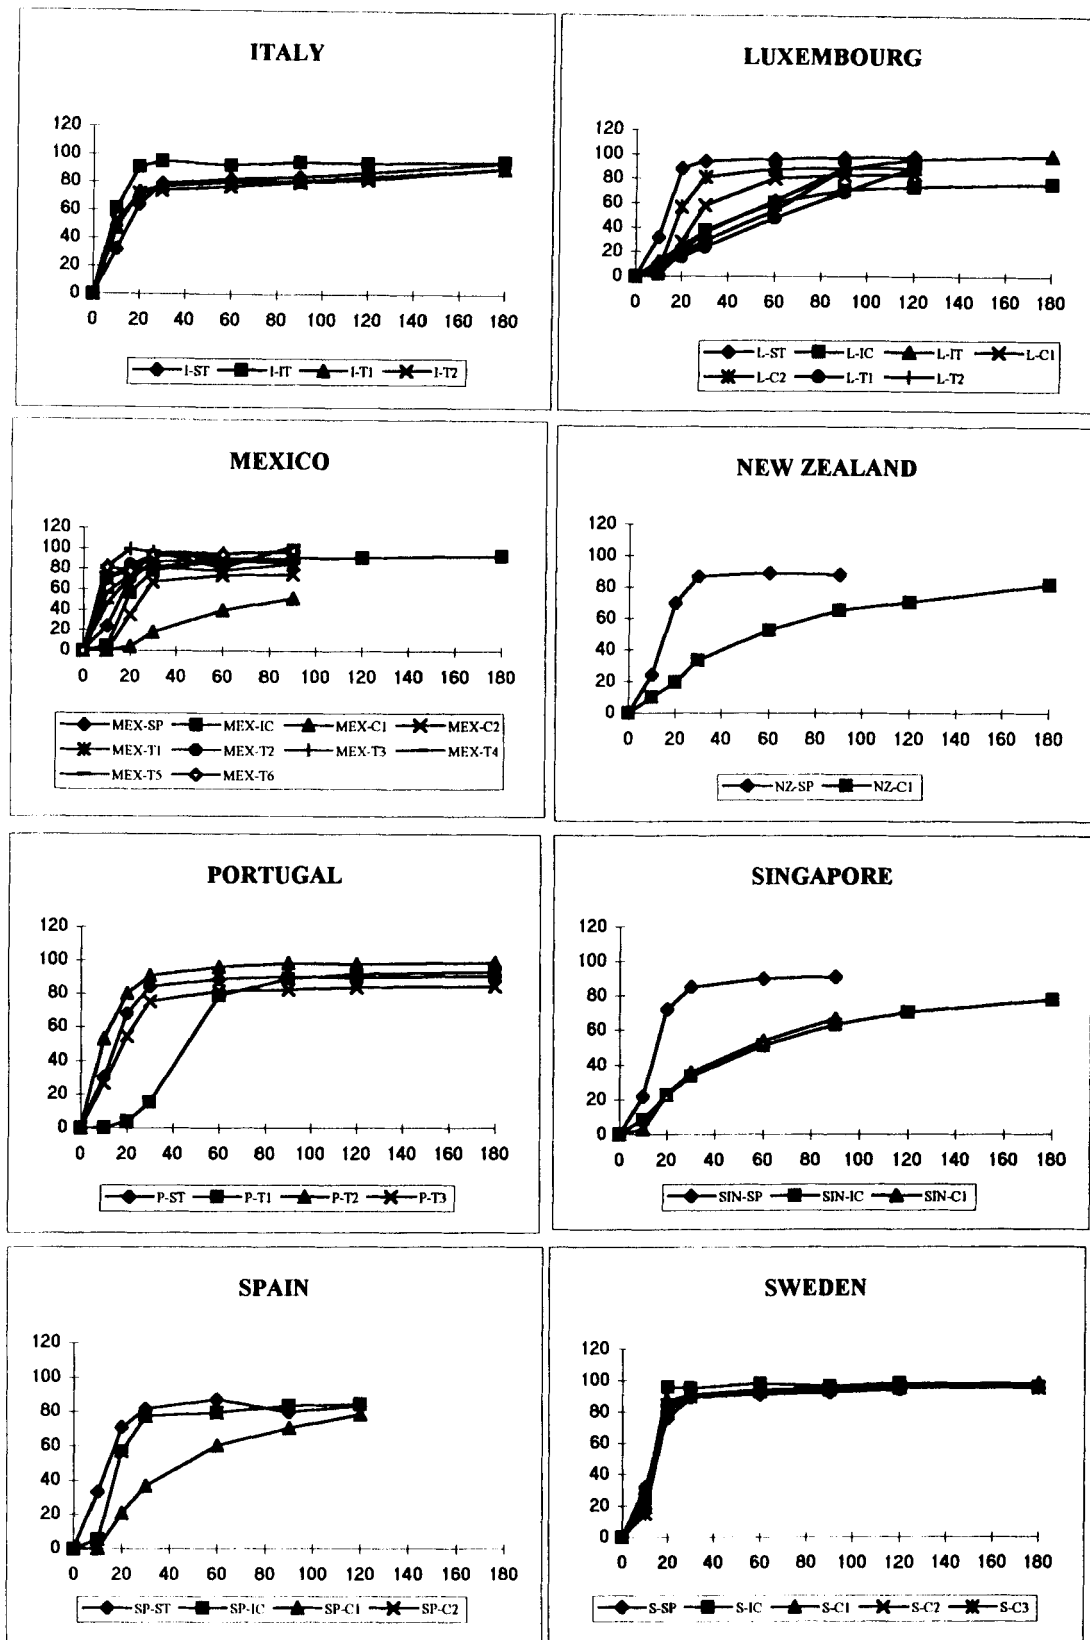 ITALY
120
100
80
60
40
20
0
0 20 40 60 80 100 120 140 160 180
I-ST I-IT I-T1 I-T2
LUXEMBOURG
120
100
80
60
40
20
0
0 20 40 60 80 100 120 140 160 180
L-ST L-IC L-IT L-C1
L-C2 L-T1 L-T2
MEXICO
120
100
80
60
40
20
0
0 20 40 60 80 100 120 140 160 180
MEX-SP MEX-IC MEX-C1 MEX-C2
MEX-T1 MEX-T2 MEX-T3 MEX-T4
MEX-T5 MEX-T6
NEW ZEALAND
120
100
80
60
40
20
0
0 20 40 60 80 100 120 140 160 180
NZ-SP NZ-C1
PORTUGAL
120
100
80
60
40
20
0
0 20 40 60 80 100 120 140 160 180
P-ST P-T1 P-T2 P-T3
SINGAPORE
120
100
80
60
40
20
0
0 20 40 60 80 100 120 140 160 180
SIN-SP SIN-IC SIN-C1
SPAIN
120
100
80
60
40
20
0
0 20 40 60 80 100 120 140 160 180
SP-ST SP-IC SP-C1 SP-C2
SWEDEN
120
100
80
60
40
20
0
0 20 40 60 80 100 120 140 160 180
S-SP S-IC S-C1 S-C2 S-C3